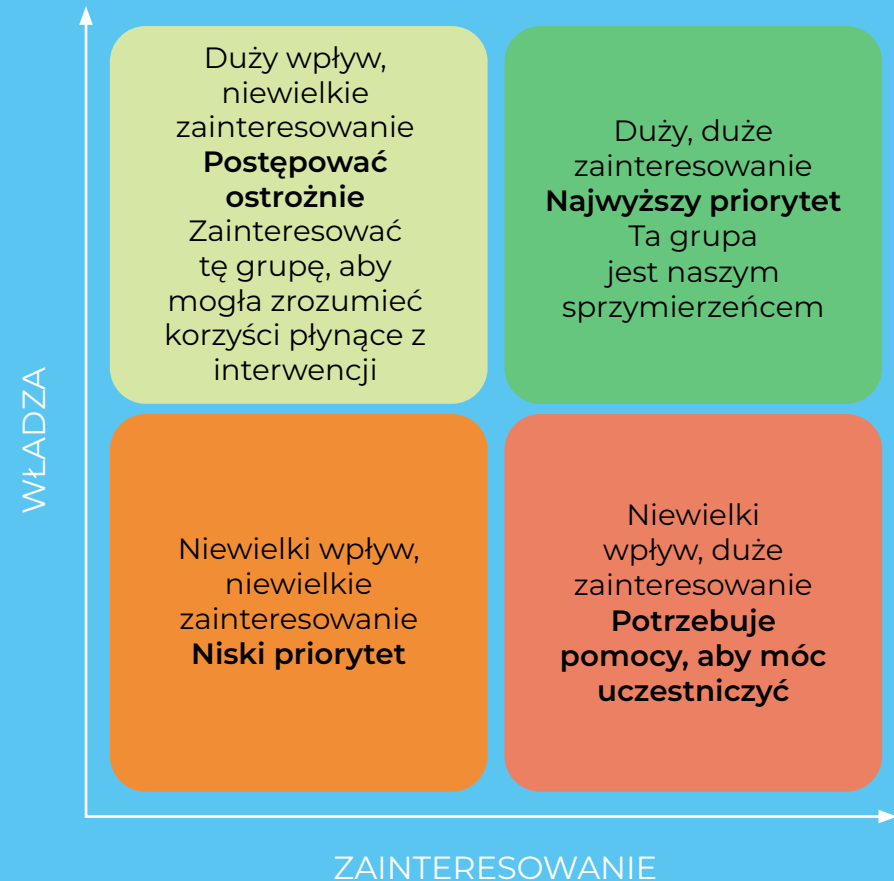 Duży wpływ,
niewielkie
zainteresowanie
Postępować
ostrożnie
Zainteresować
tę grupę, aby
mogła zrozumieć
korzyści płynące z
interwencji
Duży, duże
zainteresowanie
Najwyższy priorytet
Ta grupa
jest naszym
sprzymierzeńcem
WŁADZA
Niewielki wpływ,
niewielkie
zainteresowanie
Niski priorytet
Niewielki
wpływ, duże
zainteresowanie
Potrzebuje
pomocy, aby móc
uczestniczyć
ZAINTERESOWANIE